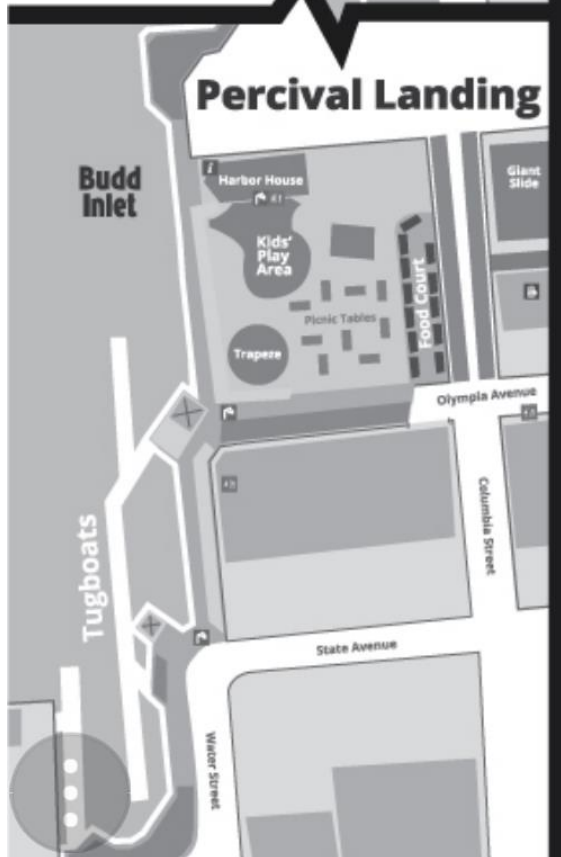 Percival Landing
Budd
Inlet
i
Harbor House
Giant
Slide
Kids'
Play
Area
Food Court
Picnic Tables
Trapeze
Olympia Avenue
Columbia Street
Tugboats
State Avenue
Water Street